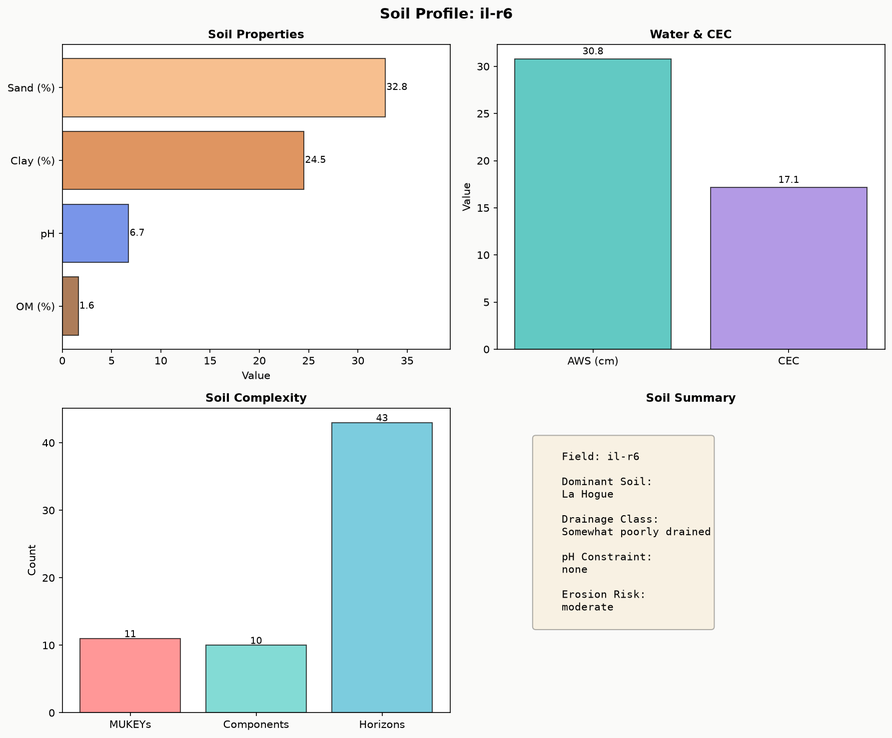 Soil Profile: il-r6
Soil Properties
Sand (%)
32.8
Clay (%)
24.5
pH
6.7
OM (%)
1.6
0 5 10 15 20 25 30 35
Value
Water & CEC
30.8
17.1
30
25
20
15
10
5
0
Value
AWS (cm) CEC
Soil Complexity
43
11
10
40
30
20
10
0
Count
MUKEYs Components Horizons
Soil Summary
Field: il-r6
Dominant Soil:
La Hogue
Drainage Class:
Somewhat poorly drained
pH Constraint:
none
Erosion Risk:
moderate